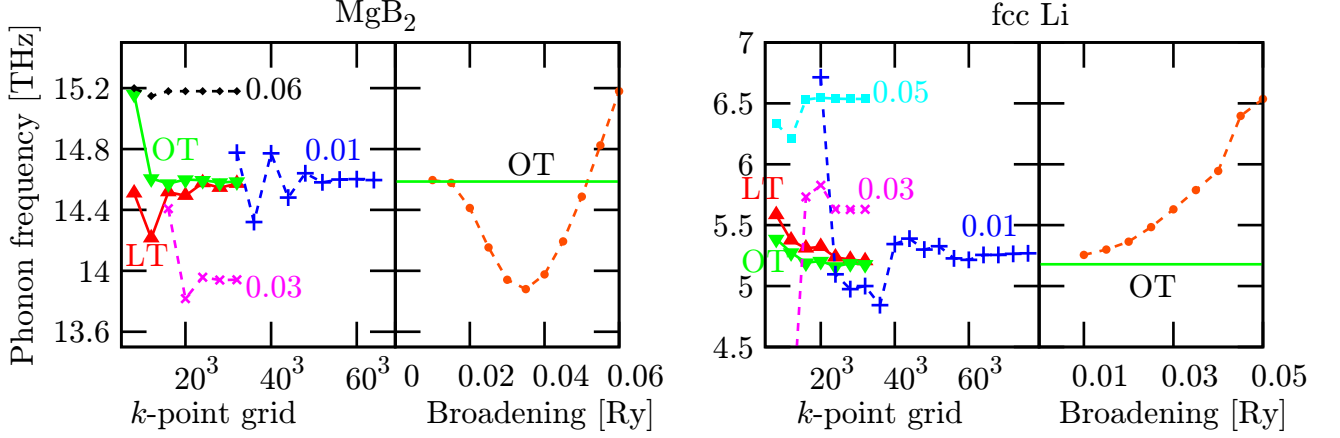 MgB₂
fcc Li
Phonon frequency [THz]
15.2
14.8
14.4
14
13.6
0.06
OT
0.01
LT
0.03
OT
20³ 40³ 60³
k-point grid
0 0.02 0.04 0.06
Broadening [Ry]
7
6.5
6
5.5
5
4.5
0.05
0.03
LT
0.01
OT
OT
20³ 40³ 60³
k-point grid
0.01 0.03 0.05
Broadening [Ry]